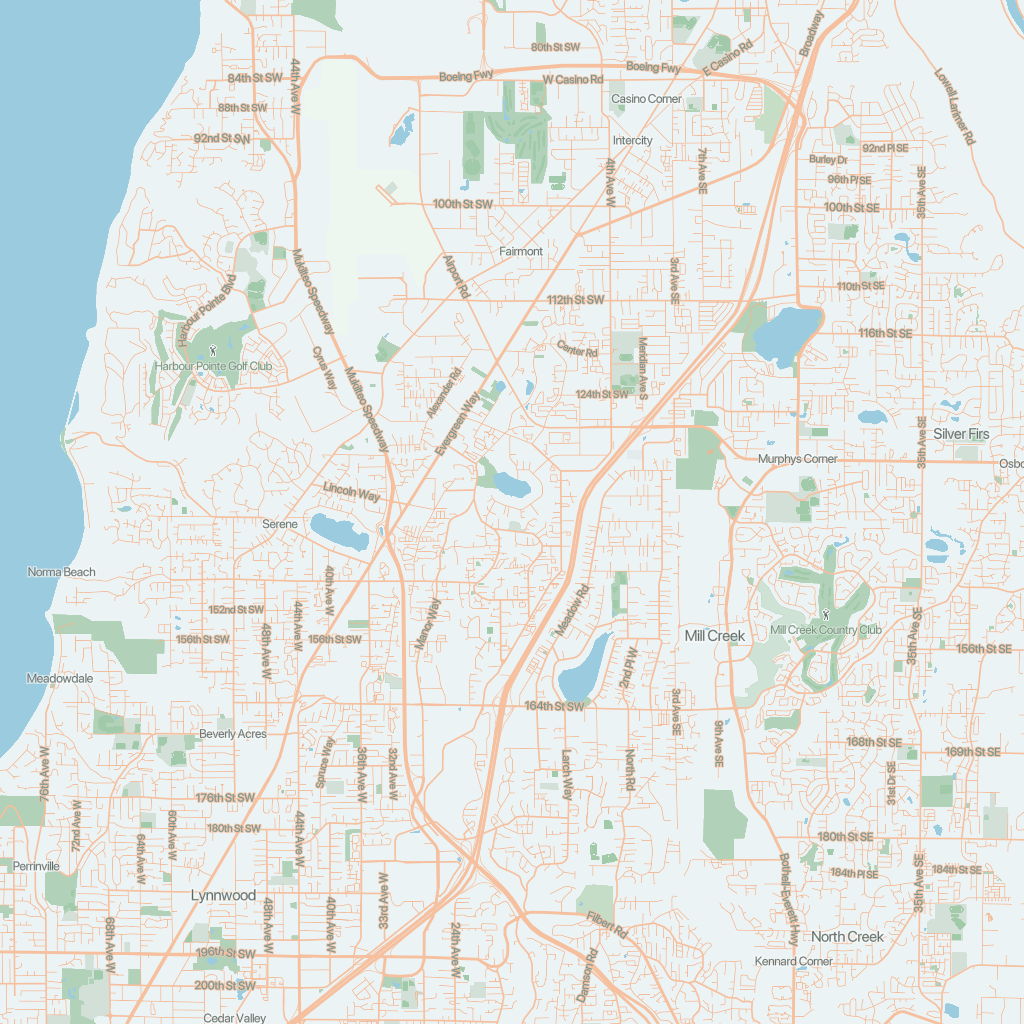 80th St SW
Broadway
44th Ave W
84th St SW
Boeing Fwy
W Casino Rd
Boeing Fwy
E Casino Rd
Lowell Larimer Rd
88th St SW
Casino Corner
92nd St SW
Intercity
92nd Pl SE
Burley Dr
4th Ave W
7th Ave SE
96th Pl SE
35th Ave SE
100th St SW
100th St SE
Fairmont
Mukilteo Speedway
Airport Rd
3rd Ave SE
110th St SE
Harbour Pointe Blvd
112th St SW
116th St SE
Canter Rd
Meridian Ave S
Harbour Pointe Golf Club
Cyrus Way
Mukilteo Speedway
Alexander Rd
124th St SW
Evergreen Way
35th Ave SE
Silver Firs
Murphys Corner
Osbo
Lincoln Way
Serene
Norma Beach
40th Ave W
152nd St SW
44th Ave W
Manor Way
Meadow Rd
156th St SW
48th Ave W
156th St SW
Mill Creek
Mill Creek Country Club
35th Ave SE
156th St SE
Meadowdale
2nd Pl W
164th St SW
3rd Ave SE
9th Ave SE
Beverly Acres
168th St SE
169th St SE
76th Ave W
Spruce Way
36th Ave W
32nd Ave W
Larch Way
North Rd
31st Dr SE
176th St SW
72nd Ave W
64th Ave W
60th Ave W
180th St SW
44th Ave W
180th St SE
Perrinville
184th Pl SE
184th St SE
35th Ave SE
Lynnwood
68th Ave W
48th Ave W
40th Ave W
33rd Ave W
Bothell-Everett Hwy
Filbert Rd
North Creek
24th Ave W
196th St SW
Damson Rd
Kennard Corner
200th St SW
Cedar Valley